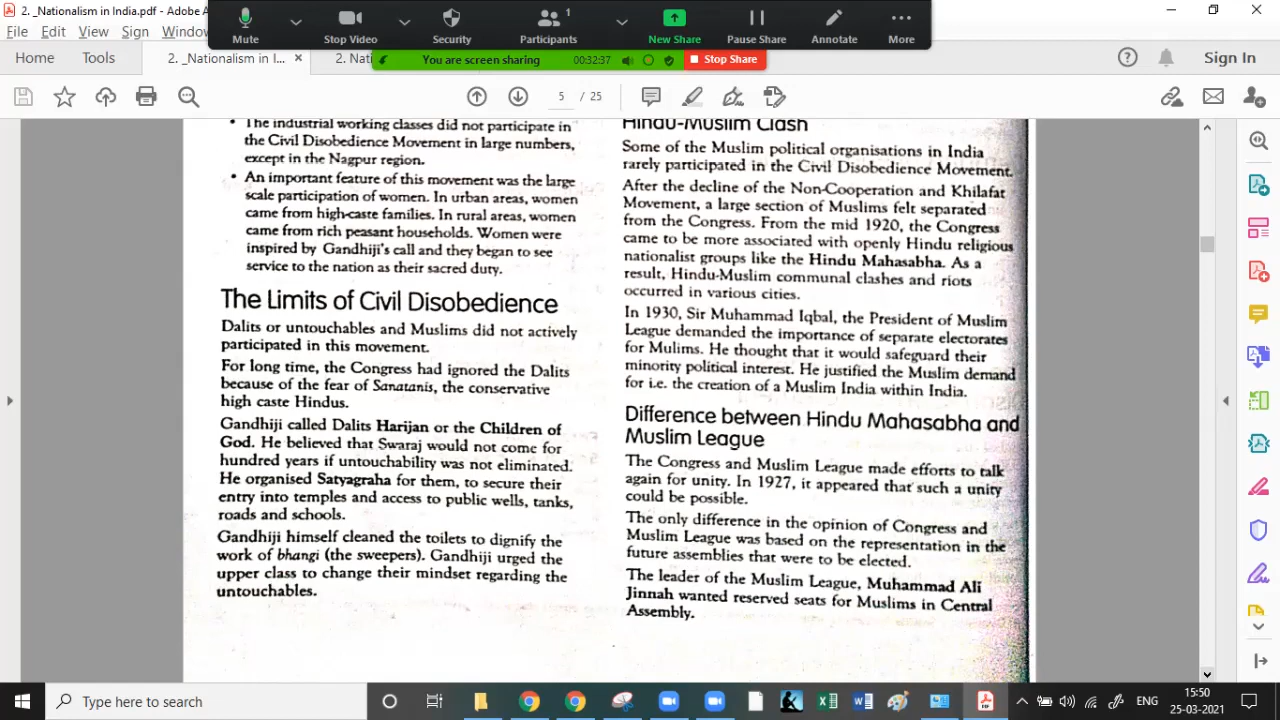 2. _Nationalism in India.pdf - Adobe A
File Edit View Sign Window
Mute
Stop Video
Security
Participants
1
New Share
Pause Share
Annotate
More
You are screen sharing
00:32:37
Stop Share
Home
Tools
2. _Nationalism in I...
2. Nati
Sign In
5 / 25
• The industrial working classes did not participate in
the Civil Disobedience Movement in large numbers,
except in the Nagpur region.
• An important feature of this movement was the large
scale participation of women. In urban areas, women
came from high-caste families. In rural areas, women
came from rich peasant households. Women were
inspired by Gandhiji's call and they began to see
service to the nation as their sacred duty.
The Limits of Civil Disobedience
Dalits or untouchables and Muslims did not actively
participated in this movement.
For long time, the Congress had ignored the Dalits
because of the fear of Sanatanis, the conservative
high caste Hindus.
Gandhiji called Dalits Harijan or the Children of
God. He believed that Swaraj would not come for
hundred years if untouchability was not eliminated.
He organised Satyagraha for them, to secure their
entry into temples and access to public wells, tanks,
roads and schools.
Gandhiji himself cleaned the toilets to dignify the
work of bhangi (the sweepers). Gandhiji urged the
upper class to change their mindset regarding the
untouchables.
Hindu-Muslim Clash
Some of the Muslim political organisations in India
rarely participated in the Civil Disobedience Movement.
After the decline of the Non-Cooperation and Khilafat
Movement, a large section of Muslims felt separated
from the Congress. From the mid 1920, the Congress
came to be more associated with openly Hindu religious
nationalist groups like the Hindu Mahasabha. As a
result, Hindu-Muslim communal clashes and riots
occurred in various cities.
In 1930, Sir Muhammad Iqbal, the President of Muslim
League demanded the importance of separate electorates
for Mulims. He thought that it would safeguard their
minority political interest. He justified the Muslim demand
for i.e. the creation of a Muslim India within India.
Difference between Hindu Mahasabha and
Muslim League
The Congress and Muslim League made efforts to talk
again for unity. In 1927, it appeared that such a unity
could be possible.
The only difference in the opinion of Congress and
Muslim League was based on the representation in the
future assemblies that were to be elected.
The leader of the Muslim League, Muhammad Ali
Jinnah wanted reserved seats for Muslims in Central
Assembly.
Type here to search
ENG
15:50
25-03-2021